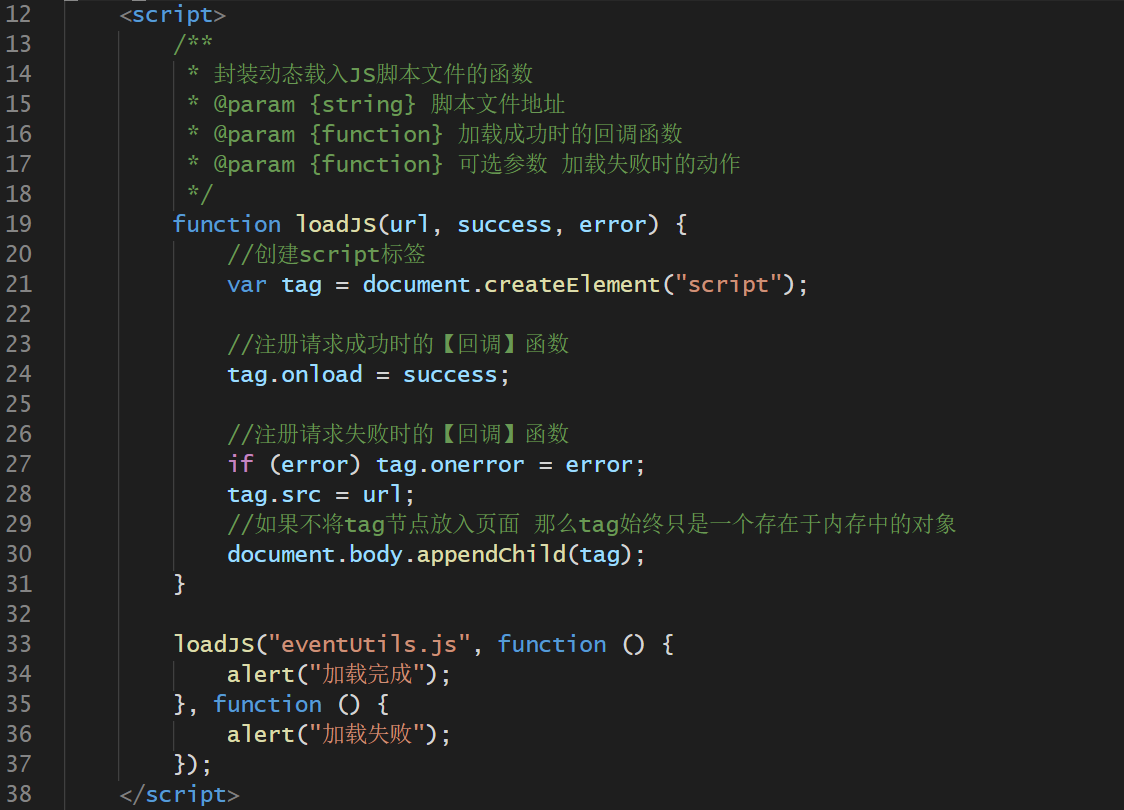 12 <script>
13 /**
14 * 封装动态载入JS脚本文件的函数
15 * @param {string} 脚本文件地址
16 * @param {function} 加载成功时的回调函数
17 * @param {function} 可选参数 加载失败时的动作
18 */
19 function loadJS(url, success, error) {
20 //创建script标签
21 var tag = document.createElement("script");
22
23 //注册请求成功时的【回调】函数
24 tag.onload = success;
25
26 //注册请求失败时的【回调】函数
27 if (error) tag.onerror = error;
28 tag.src = url;
29 //如果不将tag节点放入页面 那么tag始终只是一个存在于内存中的对象
30 document.body.appendChild(tag);
31 }
32
33 loadJS("eventUtils.js", function () {
34 alert("加载完成");
35 }, function () {
36 alert("加载失败");
37 });
38 </script>